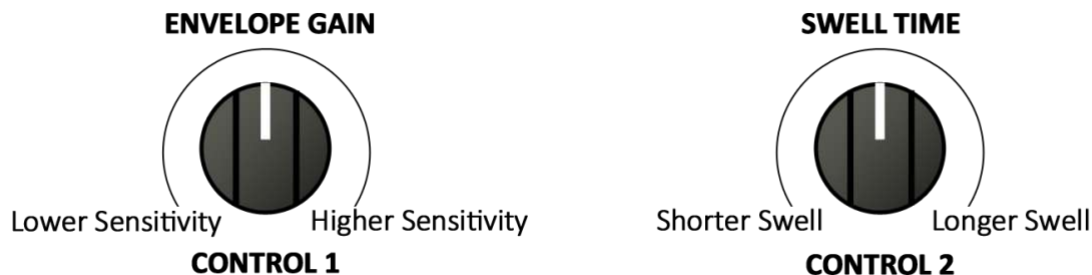 ENVELOPE GAIN
Lower Sensitivity
Higher Sensitivity
CONTROL 1
SWELL TIME
Shorter Swell
Longer Swell
CONTROL 2